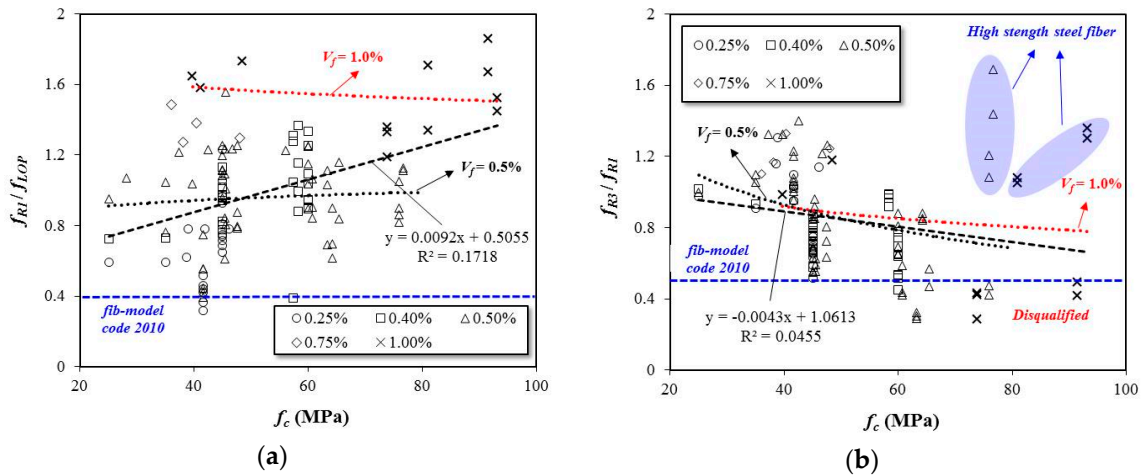 2
1.6
1.2
0.8
0.4
0
20
40
60
80
100
f_R1 / f_LOP
f_c (MPa)
V_f = 1.0%
V_f = 0.5%
y = 0.0092x + 0.5055
R² = 0.1718
fib-model
code 2010
0.25%
0.40%
0.50%
0.75%
1.00%
(a)
2
1.6
1.2
0.8
0.4
0
20
40
60
80
100
f_R3 / f_R1
f_c (MPa)
0.25%
0.40%
0.50%
0.75%
1.00%
High stength steel fiber
V_f = 0.5%
V_f = 1.0%
fib-model
code 2010
y = -0.0043x + 1.0613
R² = 0.0455
Disqualified
(b)